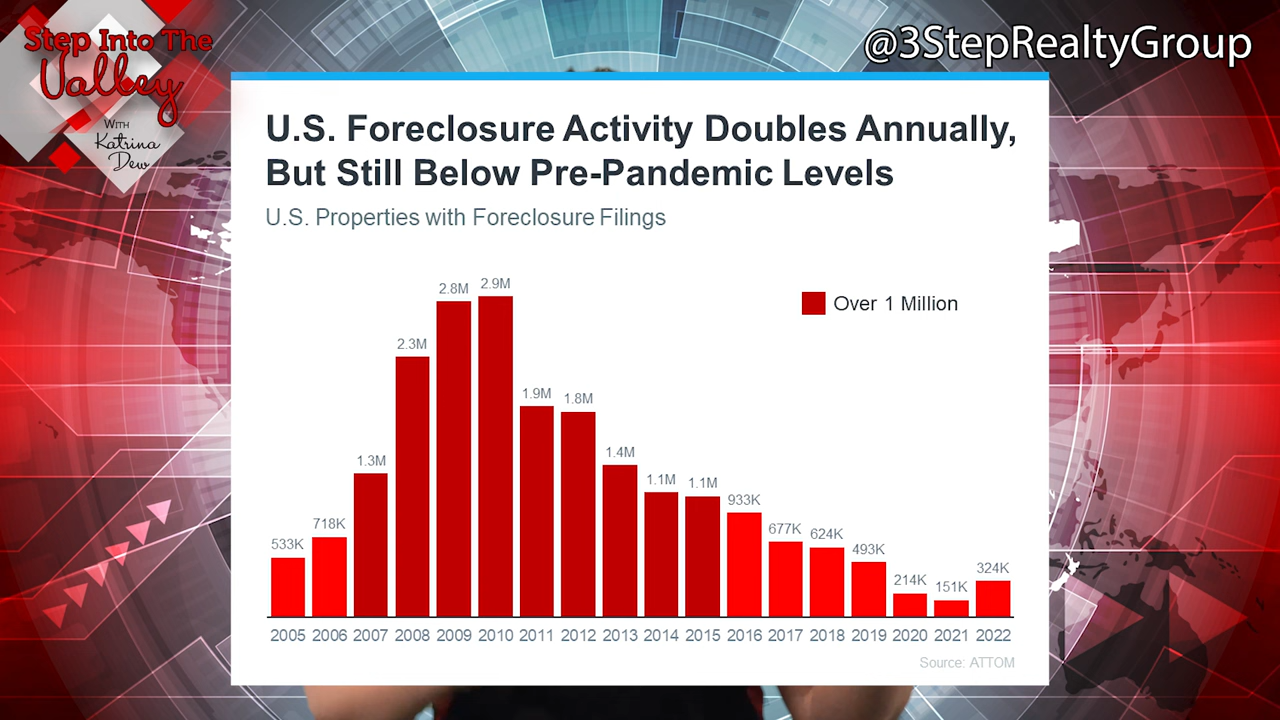 Step Into The
Valley
WITH
Katrina
Dew
@3StepRealtyGroup
U.S. Foreclosure Activity Doubles Annually,
But Still Below Pre-Pandemic Levels
U.S. Properties with Foreclosure Filings
Over 1 Million
533K
718K
1.3M
2.3M
2.8M
2.9M
1.9M
1.8M
1.4M
1.1M
1.1M
933K
677K
624K
493K
214K
151K
324K
2005 2006 2007 2008 2009 2010 2011 2012 2013 2014 2015 2016 2017 2018 2019 2020 2021 2022
Source: ATTOM